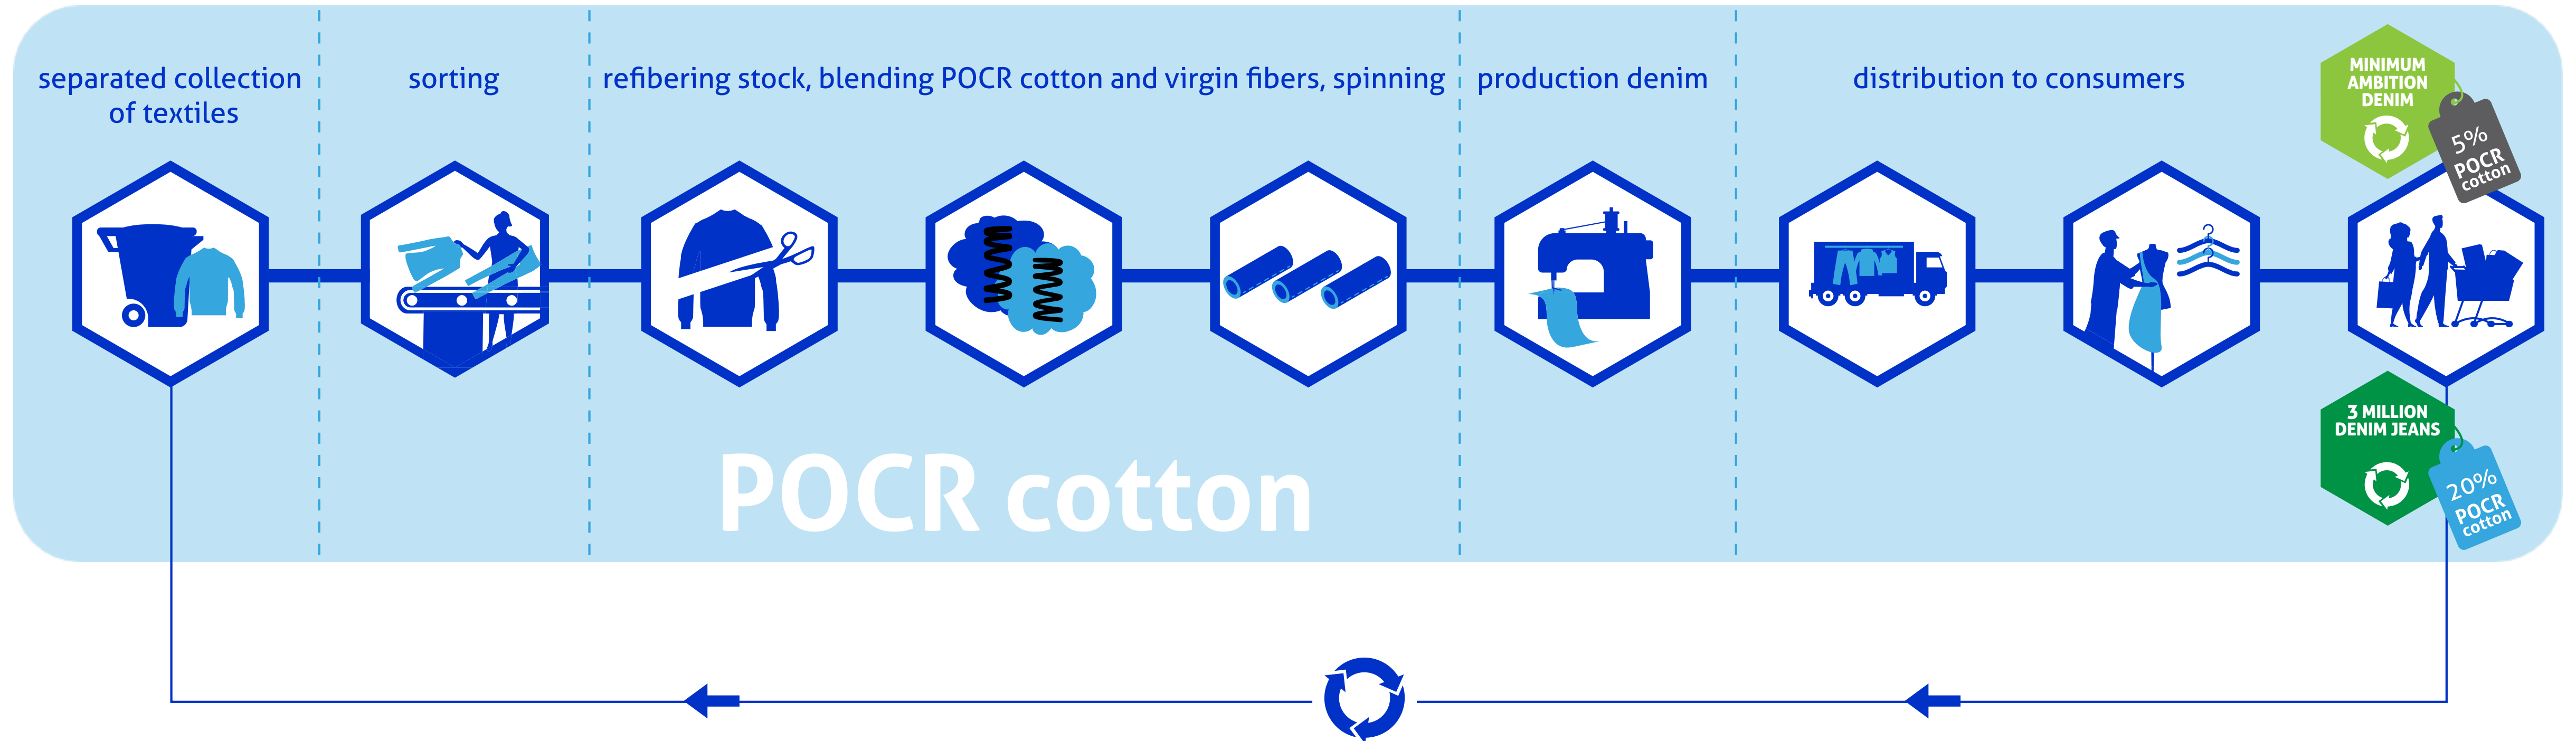 separated collection
of textiles
sorting
refibering stock, blending POCR cotton and virgin fibers, spinning
production denim
distribution to consumers
MINIMUM
AMBITION
DENIM
5%
POCR
cotton
3 MILLION
DENIM JEANS
20%
POCR
cotton
POCR cotton